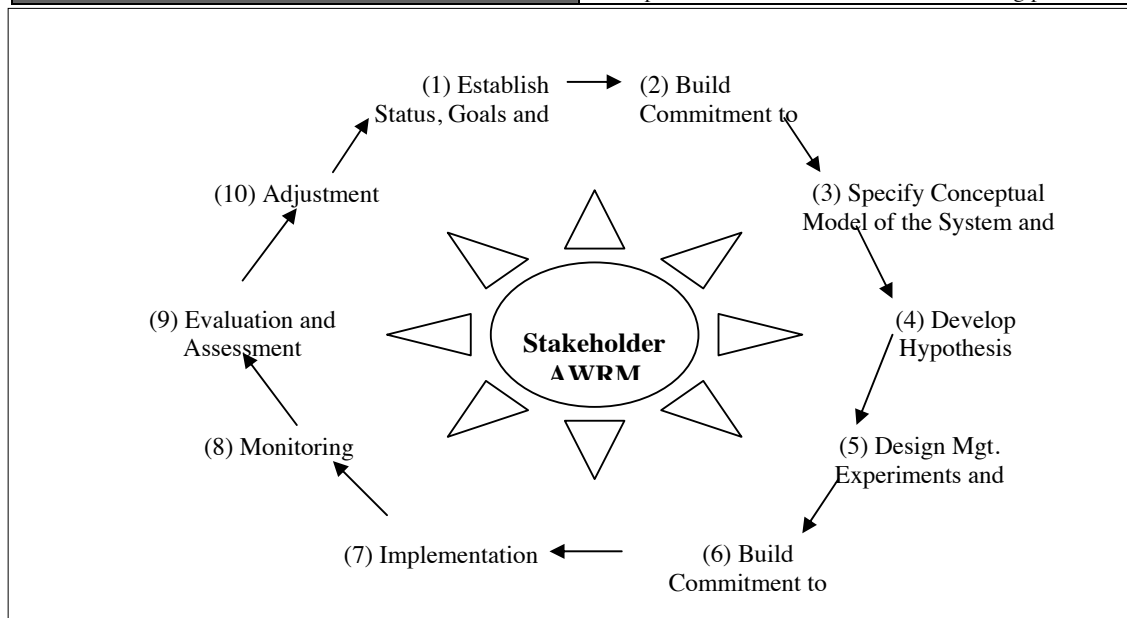 (1) Establish
Status, Goals and
(2) Build
Commitment to
(3) Specify Conceptual
Model of the System and
(4) Develop
Hypothesis
(5) Design Mgt.
Experiments and
(6) Build
Commitment to
(7) Implementation
(8) Monitoring
(9) Evaluation and
Assessment
(10) Adjustment
Stakeholder
AWRM